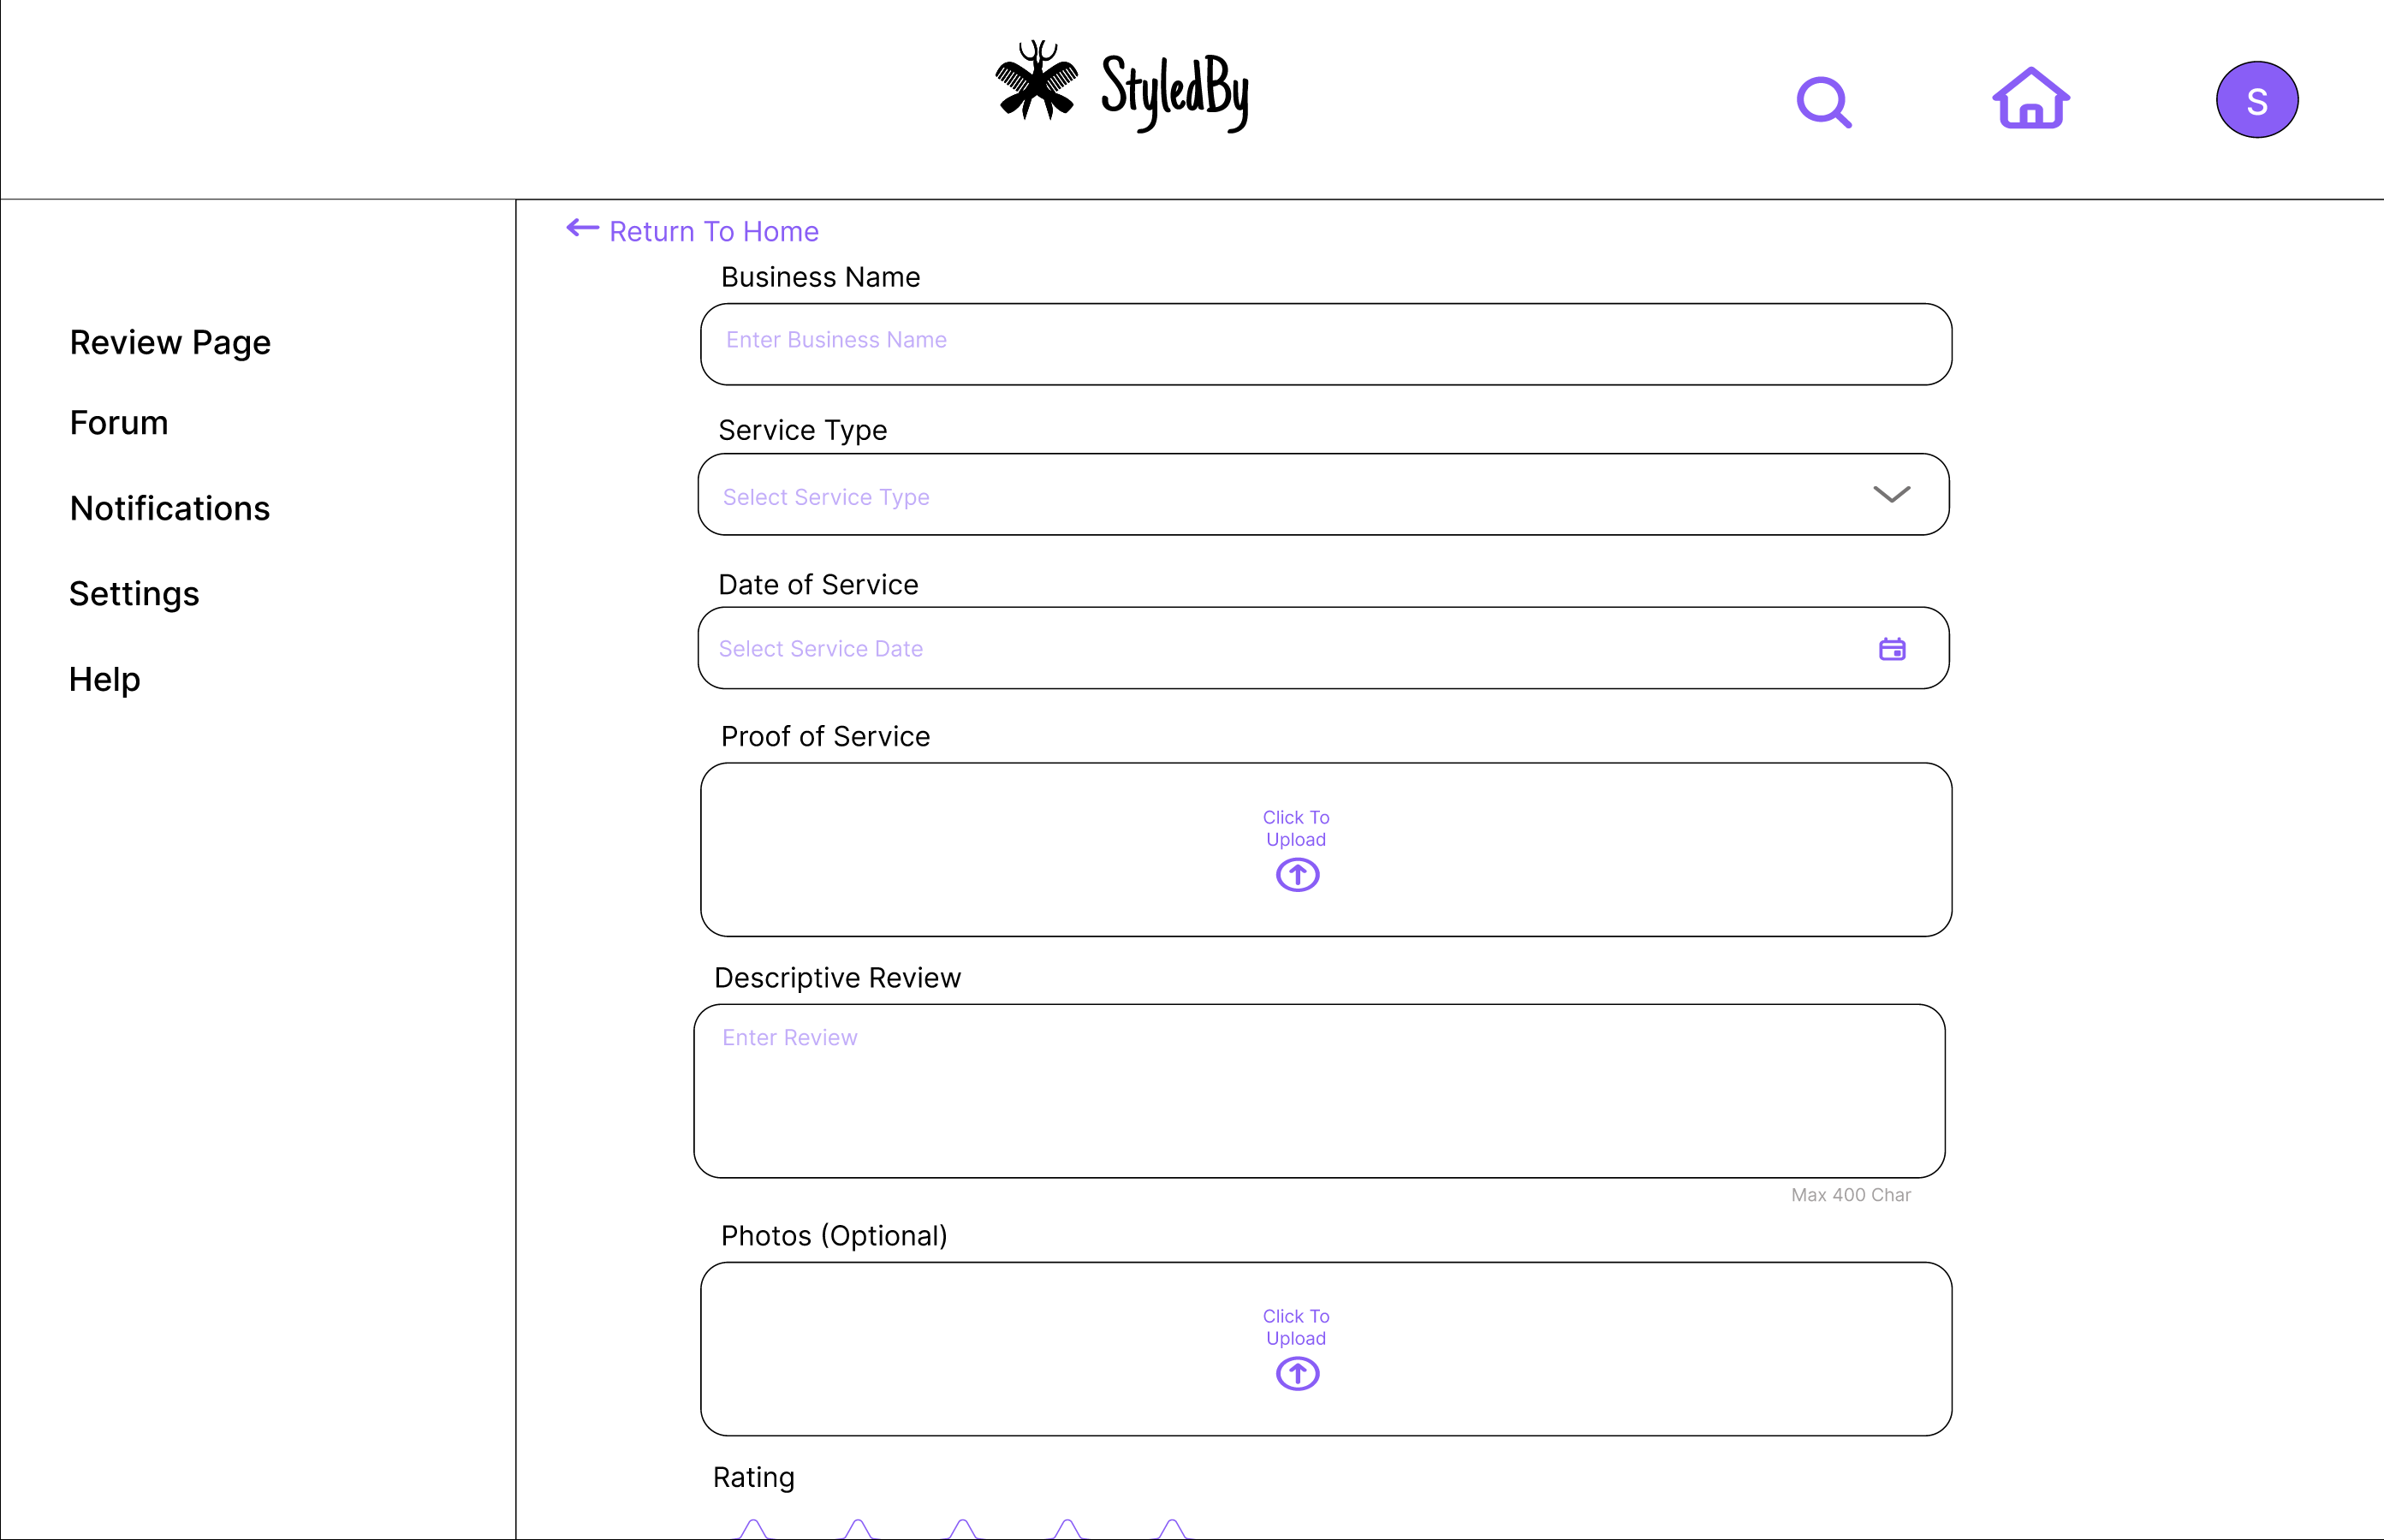 StyledBy
S
Return To Home
Review Page
Forum
Notifications
Settings
Help
Business Name
Enter Business Name
Service Type
Select Service Type
Date of Service
Select Service Date
Proof of Service
Click To
Upload
Descriptive Review
Enter Review
Max 400 Char
Photos (Optional)
Click To
Upload
Rating